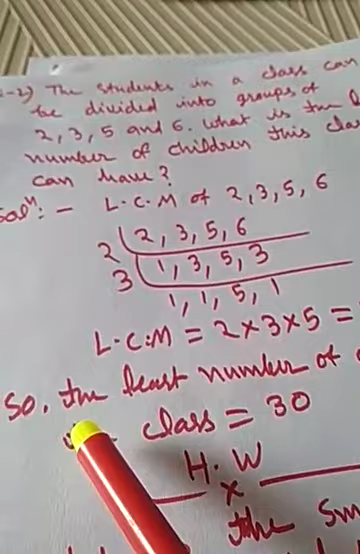 The students in a class can
be divided into groups of
2, 3, 5 and 6. What is the
number of children this
can have?
Solⁿ: - L.C.M of 2, 3, 5, 6
2 2, 3, 5, 6
3 1, 3, 5, 3
1, 1, 5, 1
L.C.M = 2×3×5 =
So, the least number of
class = 30
H.W
×
the